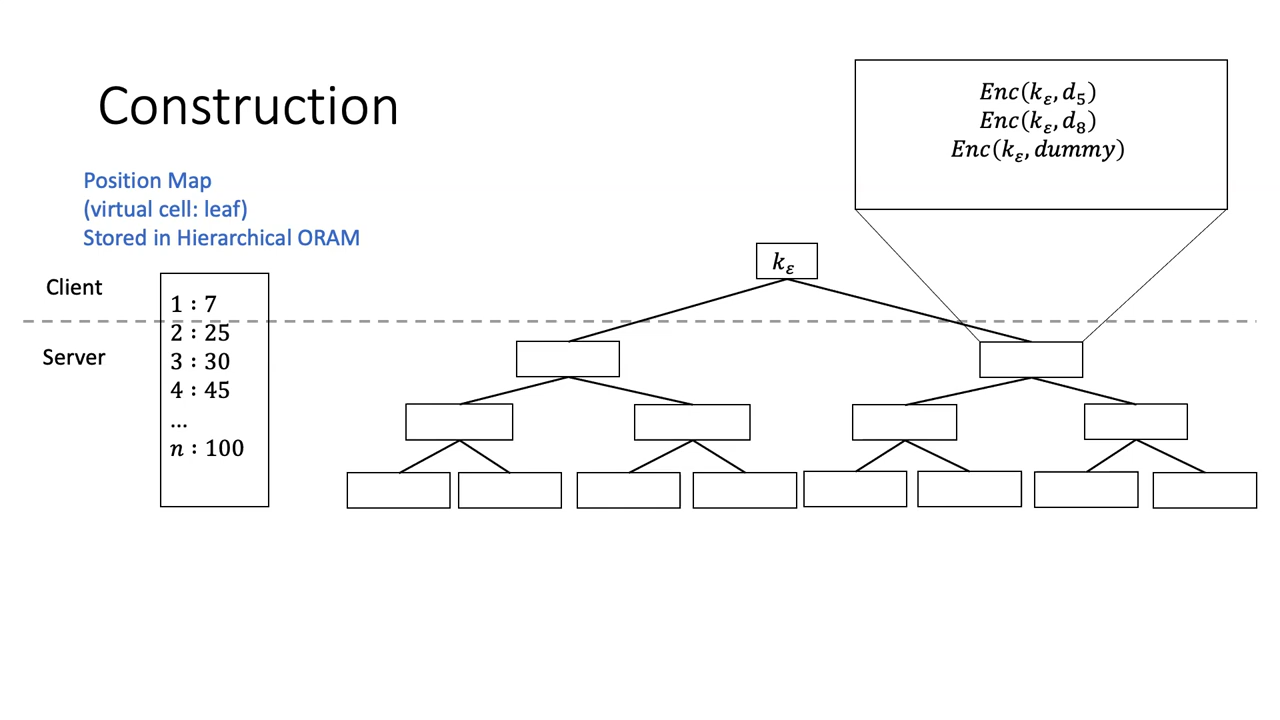 Construction
Position Map
(virtual cell: leaf)
Stored in Hierarchical ORAM
Client
Server
1 : 7
2 : 25
3 : 30
4 : 45
...
n : 100
Enc(k_ε, d_5)
Enc(k_ε, d_8)
Enc(k_ε, dummy)
k_ε